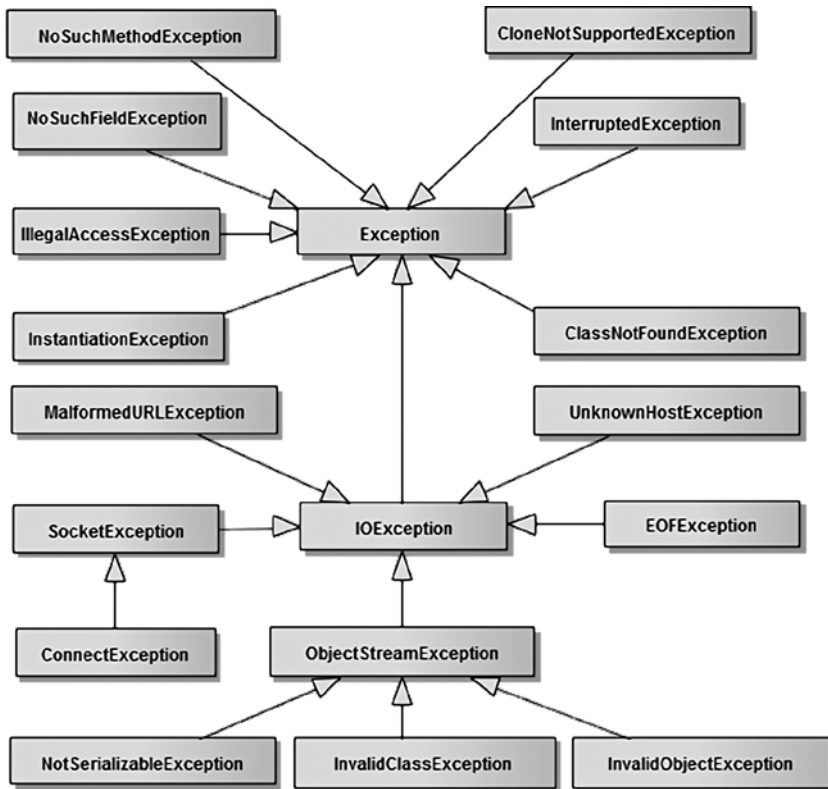 NoSuchMethodException
CloneNotSupportedException
NoSuchFieldException
InterruptedException
IllegalAccessException
Exception
InstantiationException
ClassNotFoundException
MalformedURLException
UnknownHostException
SocketException
IOException
EOFException
ConnectException
ObjectStreamException
NotSerializableException
InvalidClassException
InvalidObjectException